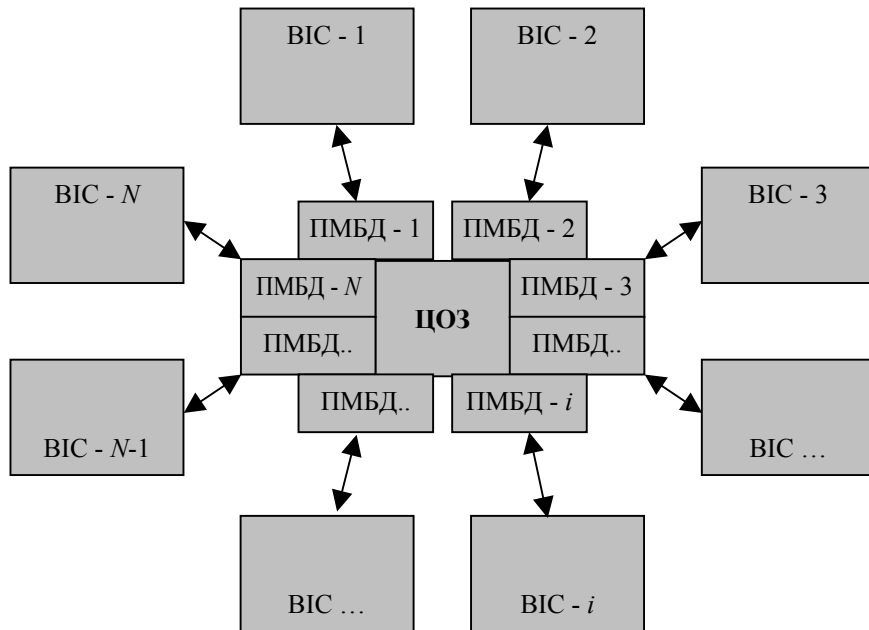 ВІС - 1
ВІС - 2
ВІС - N
ВІС - 3
ПМБД - 1
ПМБД - 2
ПМБД - N
ПМБД - 3
ЦОЗ
ПМБД..
ПМБД..
ПМБД..
ПМБД - i
ВІС - N-1
ВІС …
ВІС …
ВІС - i